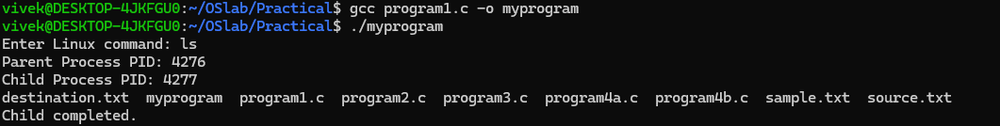 vivek@DESKTOP-4JKFGU0:~/OSlab/Practical$ gcc program1.c -o myprogram
vivek@DESKTOP-4JKFGU0:~/OSlab/Practical$ ./myprogram
Enter Linux command: ls
Parent Process PID: 4276
Child Process PID: 4277
destination.txt  myprogram  program1.c  program2.c  program3.c  program4a.c  program4b.c  sample.txt  source.txt
Child completed.